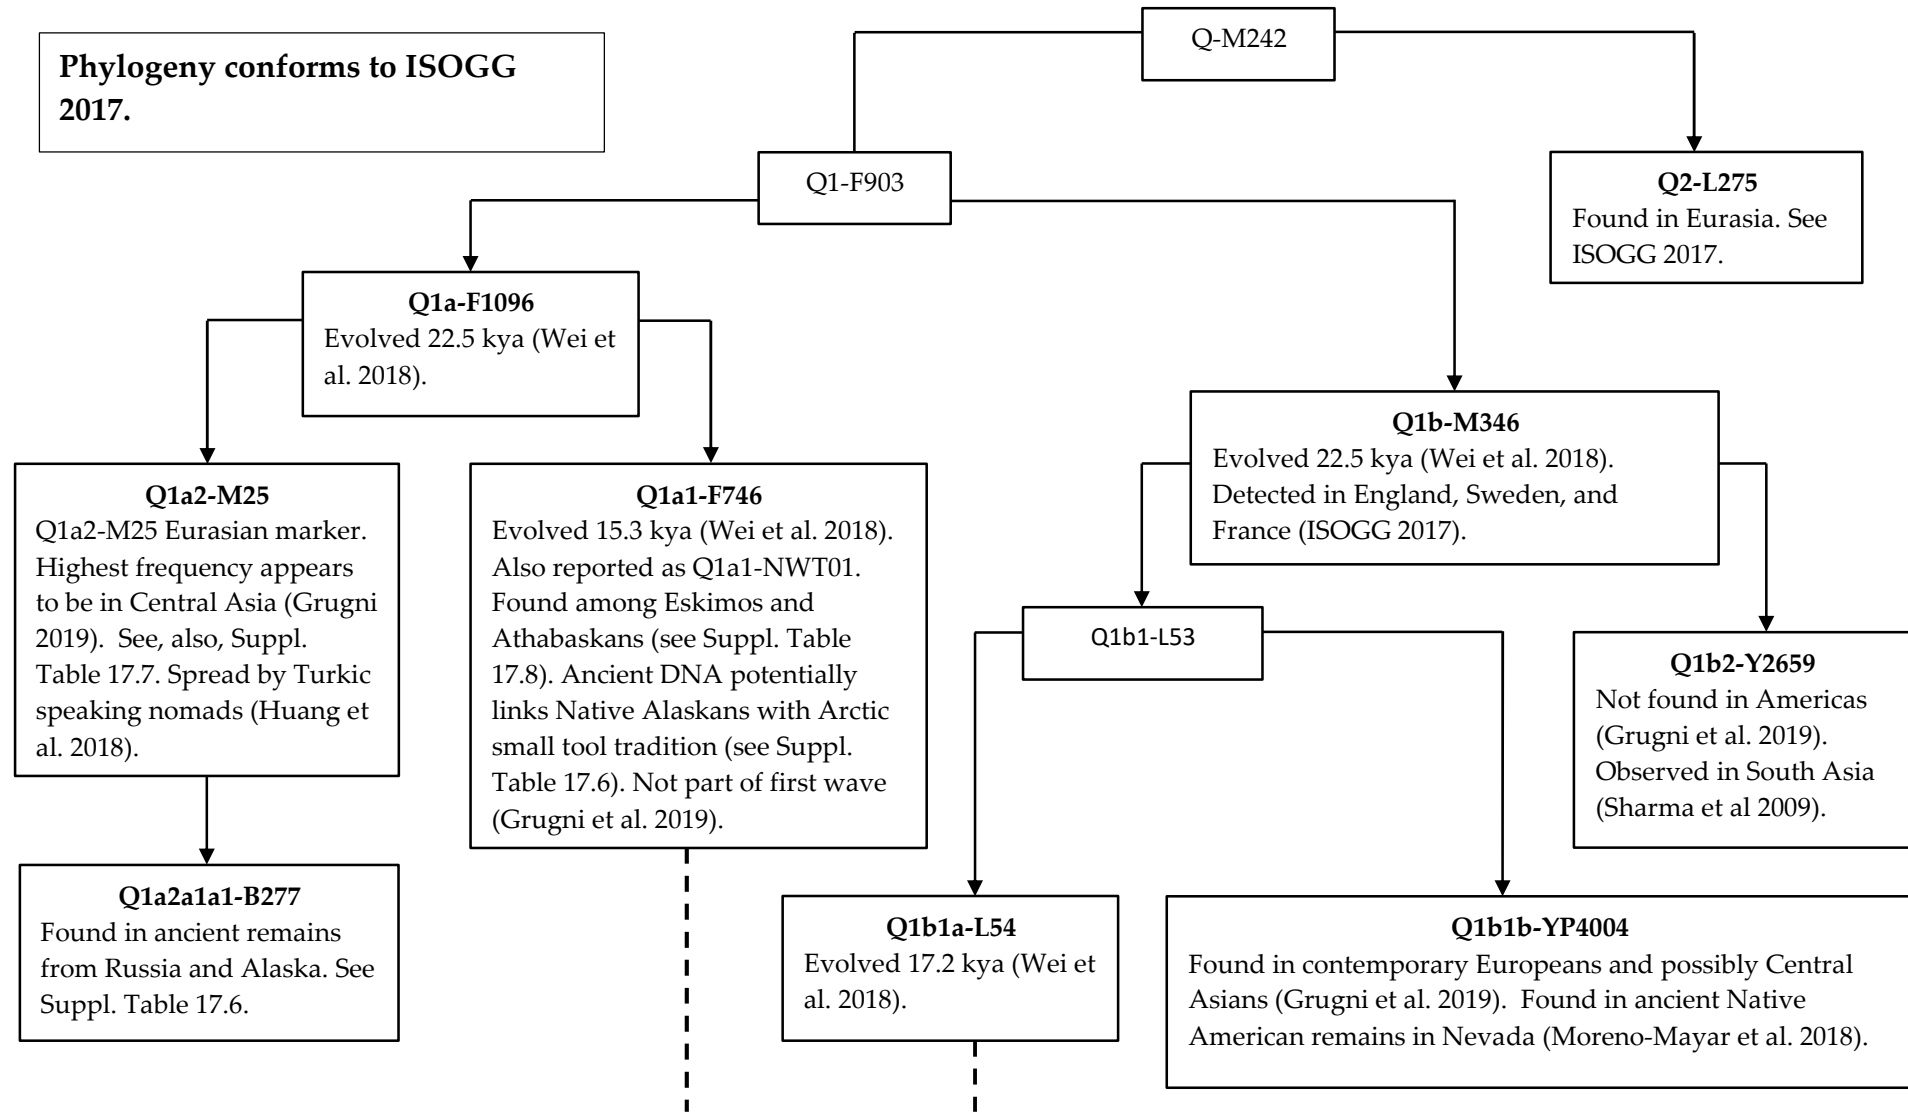 Phylogeny conforms to ISOGG
2017.
Q-M242
Q1-F903
Q2-L275
Found in Eurasia. See
ISOGG 2017.
Q1a-F1096
Evolved 22.5 kya (Wei et
al. 2018).
Q1b-M346
Evolved 22.5 kya (Wei et al. 2018).
Detected in England, Sweden, and
France (ISOGG 2017).
Q1a2-M25
Q1a2-M25 Eurasian marker.
Highest frequency appears
to be in Central Asia (Grugni
2019).  See, also, Suppl.
Table 17.7. Spread by Turkic
speaking nomads (Huang et
al. 2018).
Q1a1-F746
Evolved 15.3 kya (Wei et al. 2018).
Also reported as Q1a1-NWT01.
Found among Eskimos and
Athabaskans (see Suppl. Table
17.8). Ancient DNA potentially
links Native Alaskans with Arctic
small tool tradition (see Suppl.
Table 17.6). Not part of first wave
(Grugni et al. 2019).
Q1b1-L53
Q1b2-Y2659
Not found in Americas
(Grugni et al. 2019).
Observed in South Asia
(Sharma et al 2009).
Q1a2a1a1-B277
Found in ancient remains
from Russia and Alaska. See
Suppl. Table 17.6.
Q1b1a-L54
Evolved 17.2 kya (Wei et
al. 2018).
Q1b1b-YP4004
Found in contemporary Europeans and possibly Central
Asians (Grugni et al. 2019).  Found in ancient Native
American remains in Nevada (Moreno-Mayar et al. 2018).